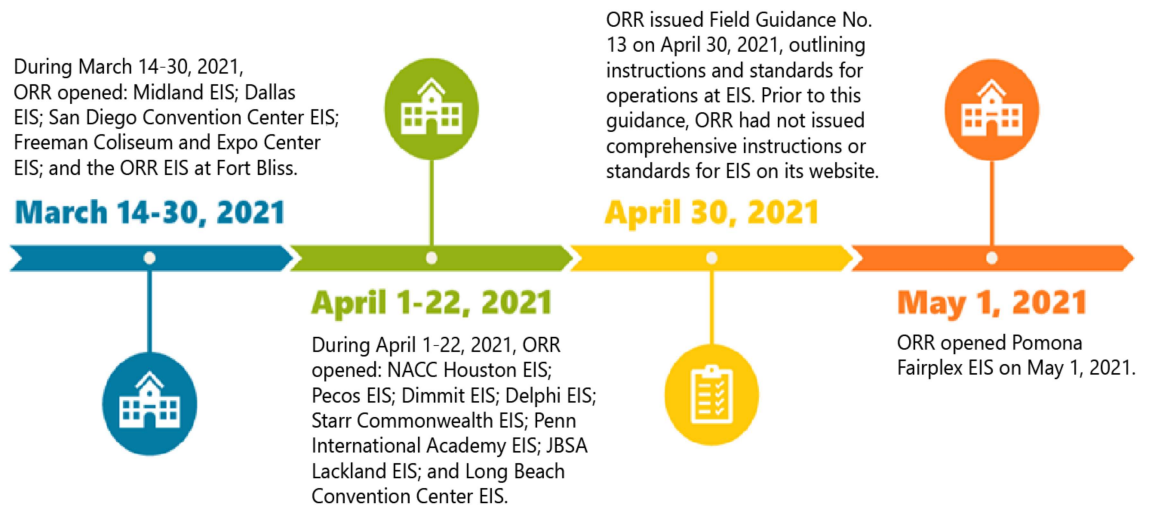 During March 14-30, 2021,
ORR opened: Midland EIS; Dallas
EIS; San Diego Convention Center EIS;
Freeman Coliseum and Expo Center
EIS; and the ORR EIS at Fort Bliss.
March 14-30, 2021
April 1-22, 2021
During April 1-22, 2021, ORR
opened: NACC Houston EIS;
Pecos EIS; Dimmit EIS; Delphi EIS;
Starr Commonwealth EIS; Penn
International Academy EIS; JBSA
Lackland EIS; and Long Beach
Convention Center EIS.
ORR issued Field Guidance No.
13 on April 30, 2021, outlining
instructions and standards for
operations at EIS. Prior to this
guidance, ORR had not issued
comprehensive instructions or
standards for EIS on its website.
April 30, 2021
May 1, 2021
ORR opened Pomona
Fairplex EIS on May 1, 2021.